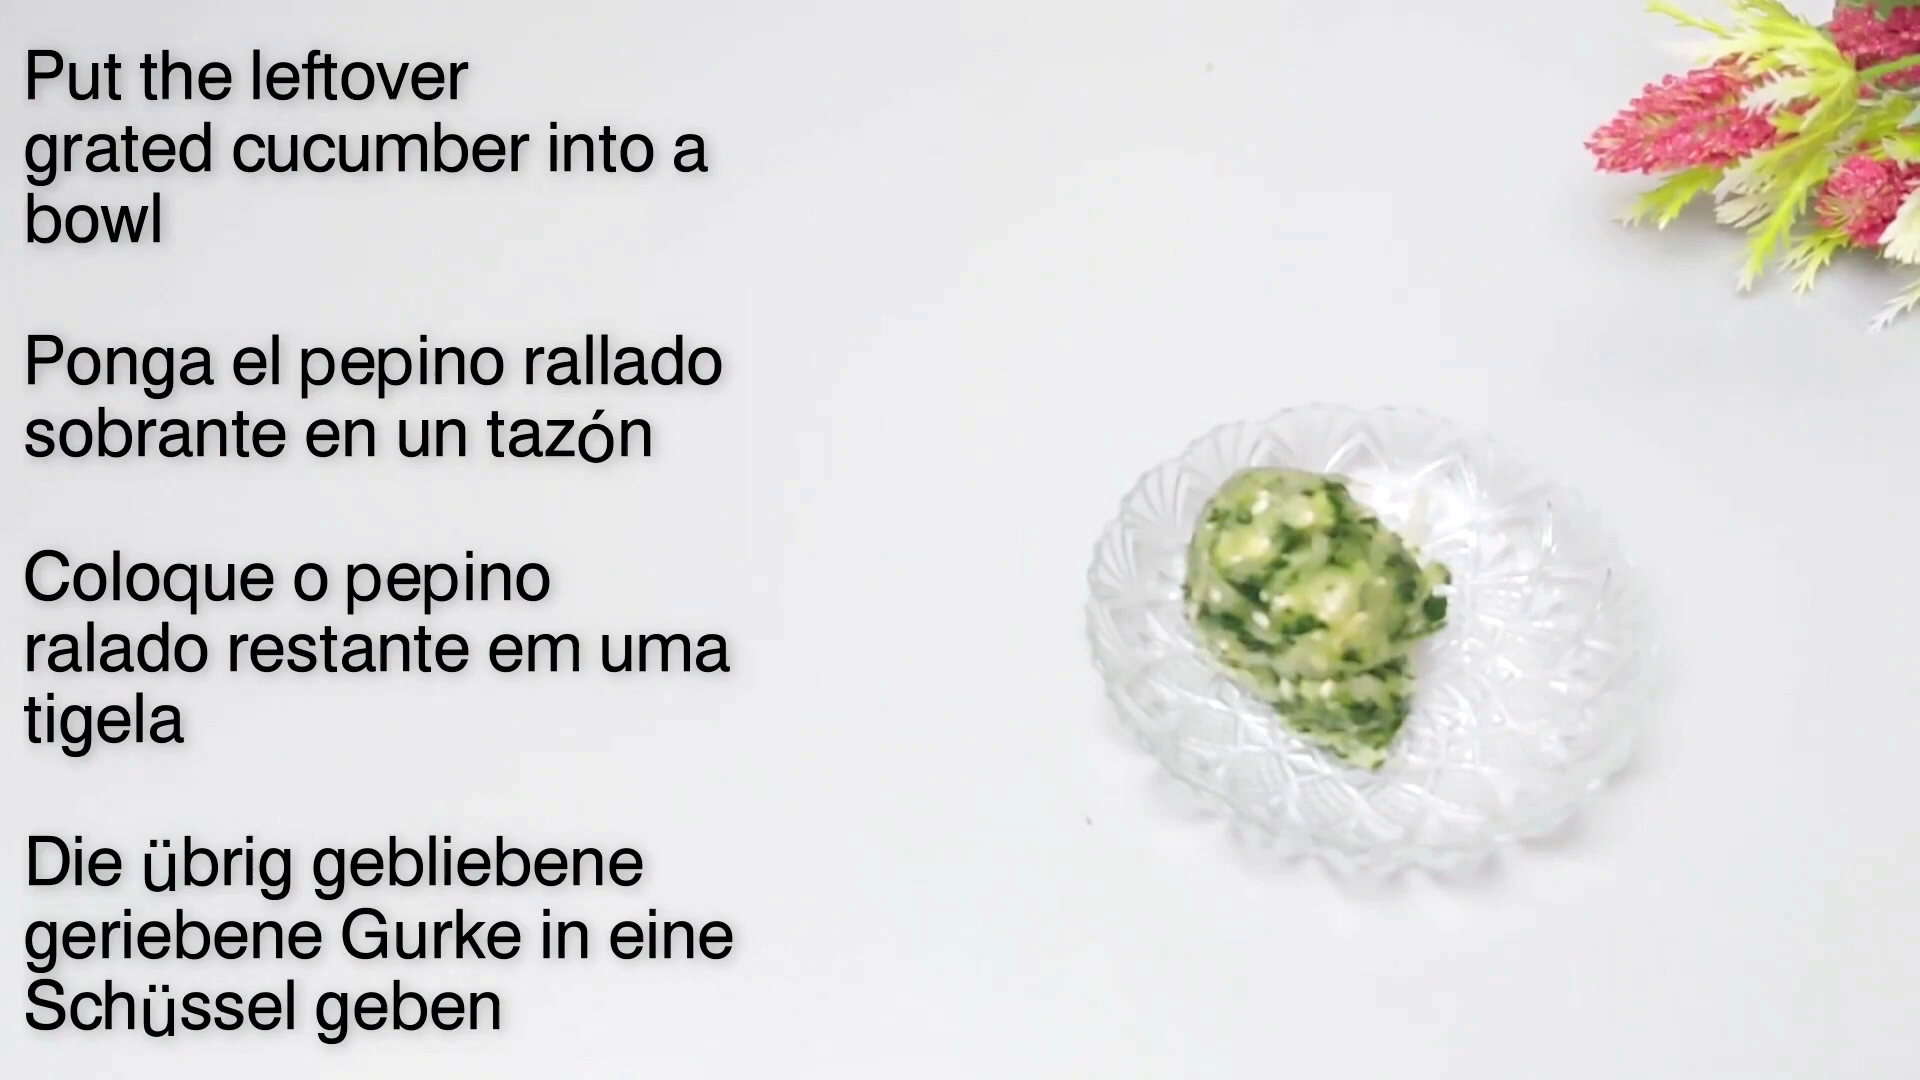 Put the leftover
grated cucumber into a
bowl
Ponga el pepino rallado
sobrante en un tazón
Coloque o pepino
ralado restante em uma
tigela
Die übrig gebliebene
geriebene Gurke in eine
Schüssel geben